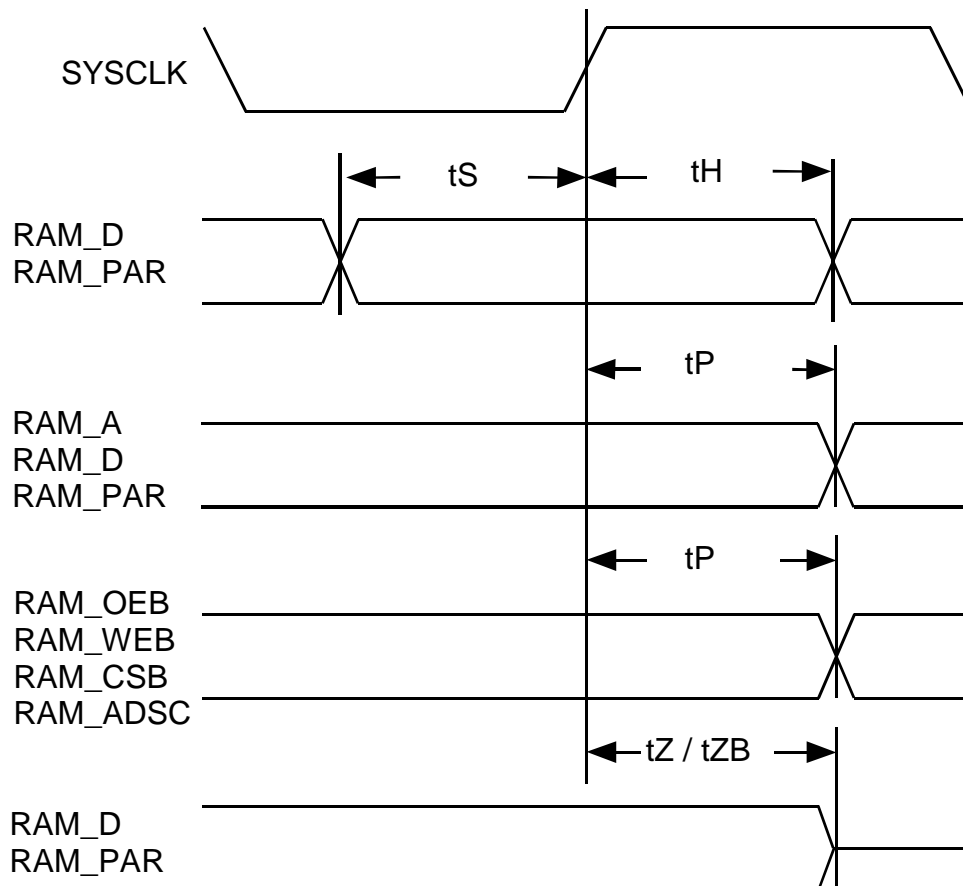 SYSCLK
tS
tH
RAM_D
RAM_PAR
tP
RAM_A
RAM_D
RAM_PAR
tP
RAM_OEB
RAM_WEB
RAM_CSB
RAM_ADSC
tZ / tZB
RAM_D
RAM_PAR